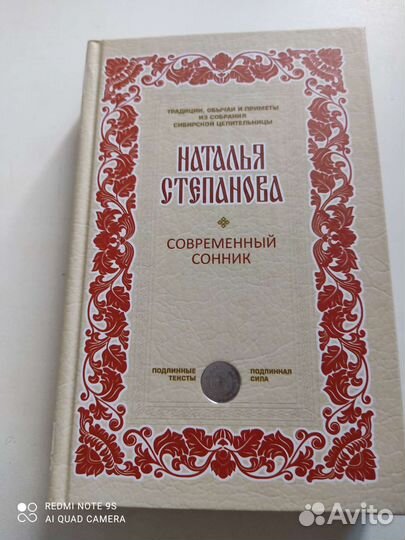 ТРАДИЦИИ, ОБЫЧАИ И ПРИМЕТЫ
ИЗ СОБРАНИЯ
СИБИРСКОЙ ЦЕЛИТЕЛЬНИЦЫ
НАТАЛЬЯ
СТЕПАНОВА
СОВРЕМЕННЫЙ
СОННИК
ПОДЛИННЫЕ ТЕКСТЫ
ПОДЛИННАЯ СИЛА
REDMI NOTE 9S
AI QUAD CAMERA
Avito